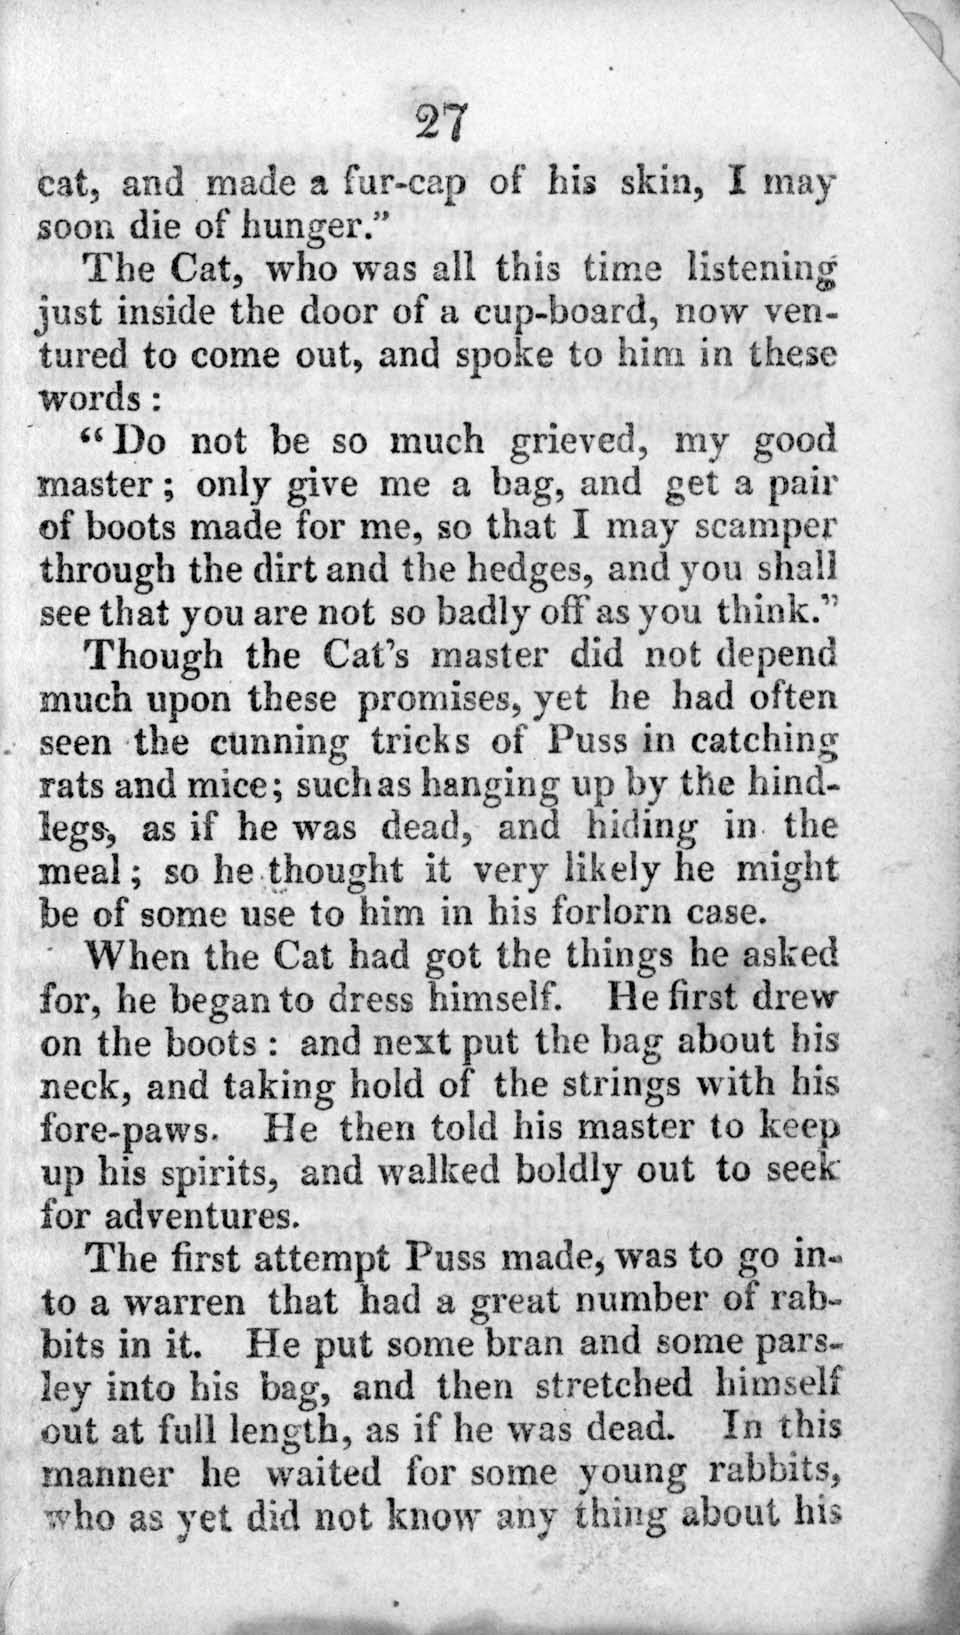 27
cat, and made a fur-cap of his skin, I may
soon die of hunger."
The Cat, who was all this time listening
just inside the door of a cup-board, now ven-
tured to come out, and spoke to him in these
words :
"Do not be so much grieved, my good
master ; only give me a bag, and get a pair
of boots made for me, so that I may scamper
through the dirt and the hedges, and you shall
see that you are not so badly off as you think."
Though the Cat's master did not depend
much upon these promises, yet he had often
seen the cunning tricks of Puss in catching
rats and mice; such as hanging up by the hind-
legs, as if he was dead, and hiding in the
meal ; so he thought it very likely he might
be of some use to him in his forlorn case.
When the Cat had got the things he asked
for, he began to dress himself. He first drew
on the boots : and next put the bag about his
neck, and taking hold of the strings with his
fore-paws. He then told his master to keep
up his spirits, and walked boldly out to seek
for adventures.
The first attempt Puss made, was to go in-
to a warren that had a great number of rab-
bits in it. He put some bran and some pars-
ley into his bag, and then stretched himself
out at full length, as if he was dead. In this
manner he waited for some young rabbits,
who as yet did not know any thing about his